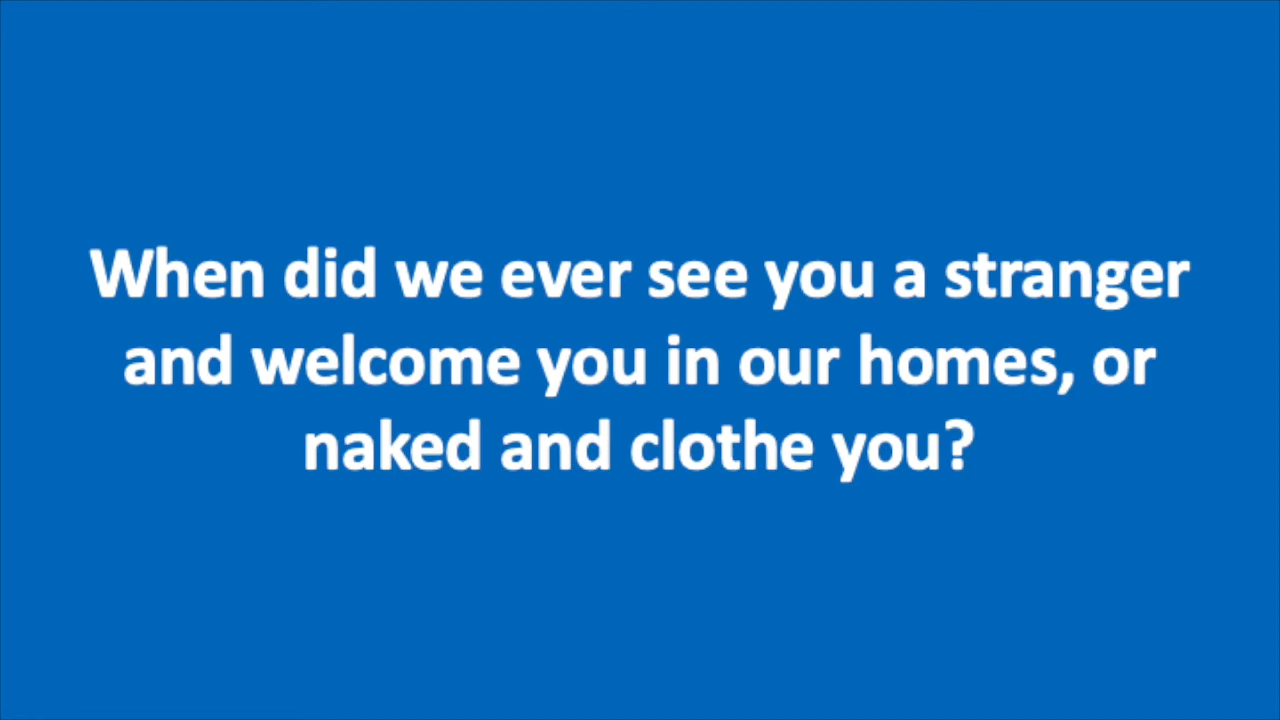 When did we ever see you a stranger
and welcome you in our homes, or
naked and clothe you?